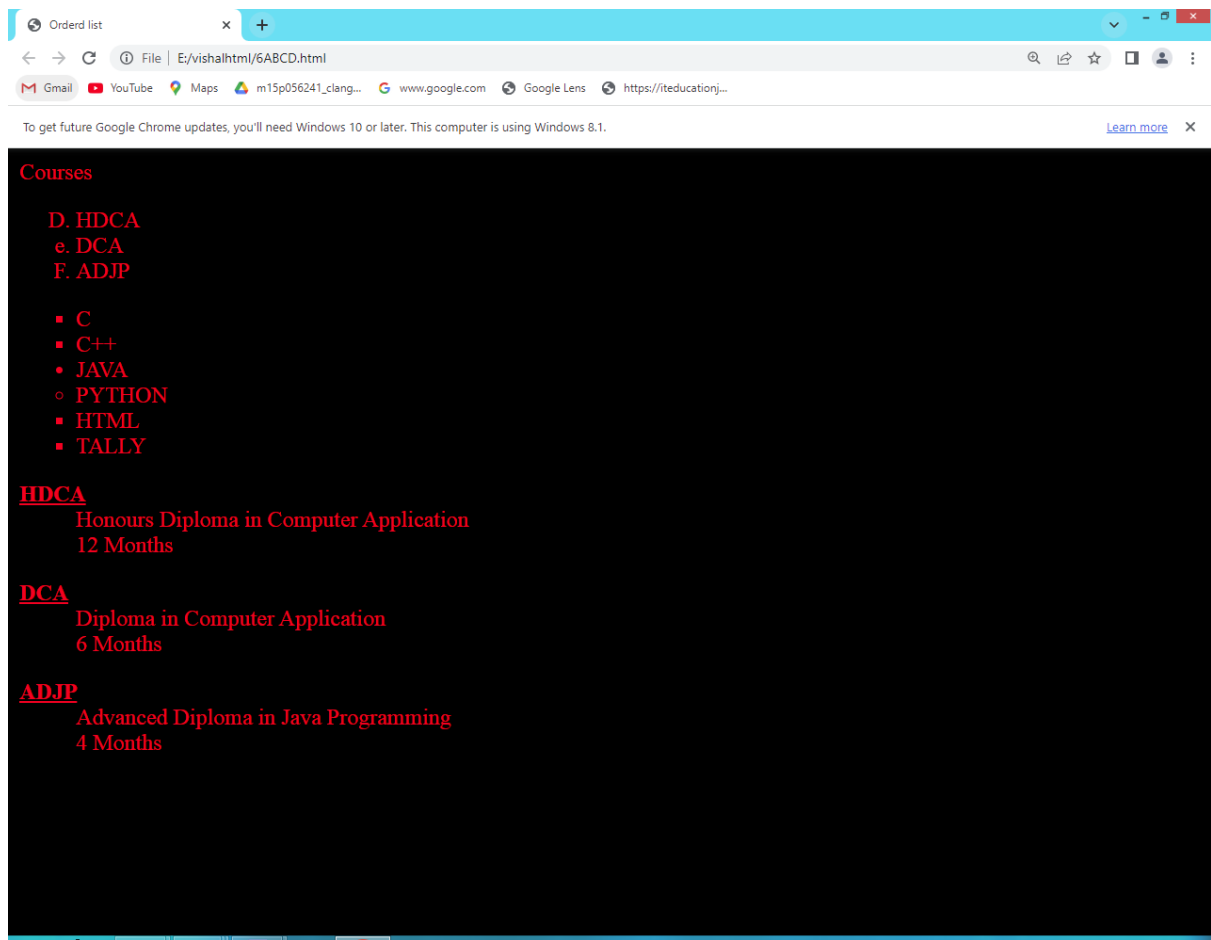 Orderd list
File | E:/vishalhtml/6ABCD.html
Gmail YouTube Maps m15p056241_clang... www.google.com Google Lens https://iteducationj...
To get future Google Chrome updates, you'll need Windows 10 or later. This computer is using Windows 8.1. Learn more
Courses
D. HDCA
e. DCA
F. ADJP
C
C++
JAVA
PYTHON
HTML
TALLY
HDCA
Honours Diploma in Computer Application
12 Months
DCA
Diploma in Computer Application
6 Months
ADJP
Advanced Diploma in Java Programming
4 Months